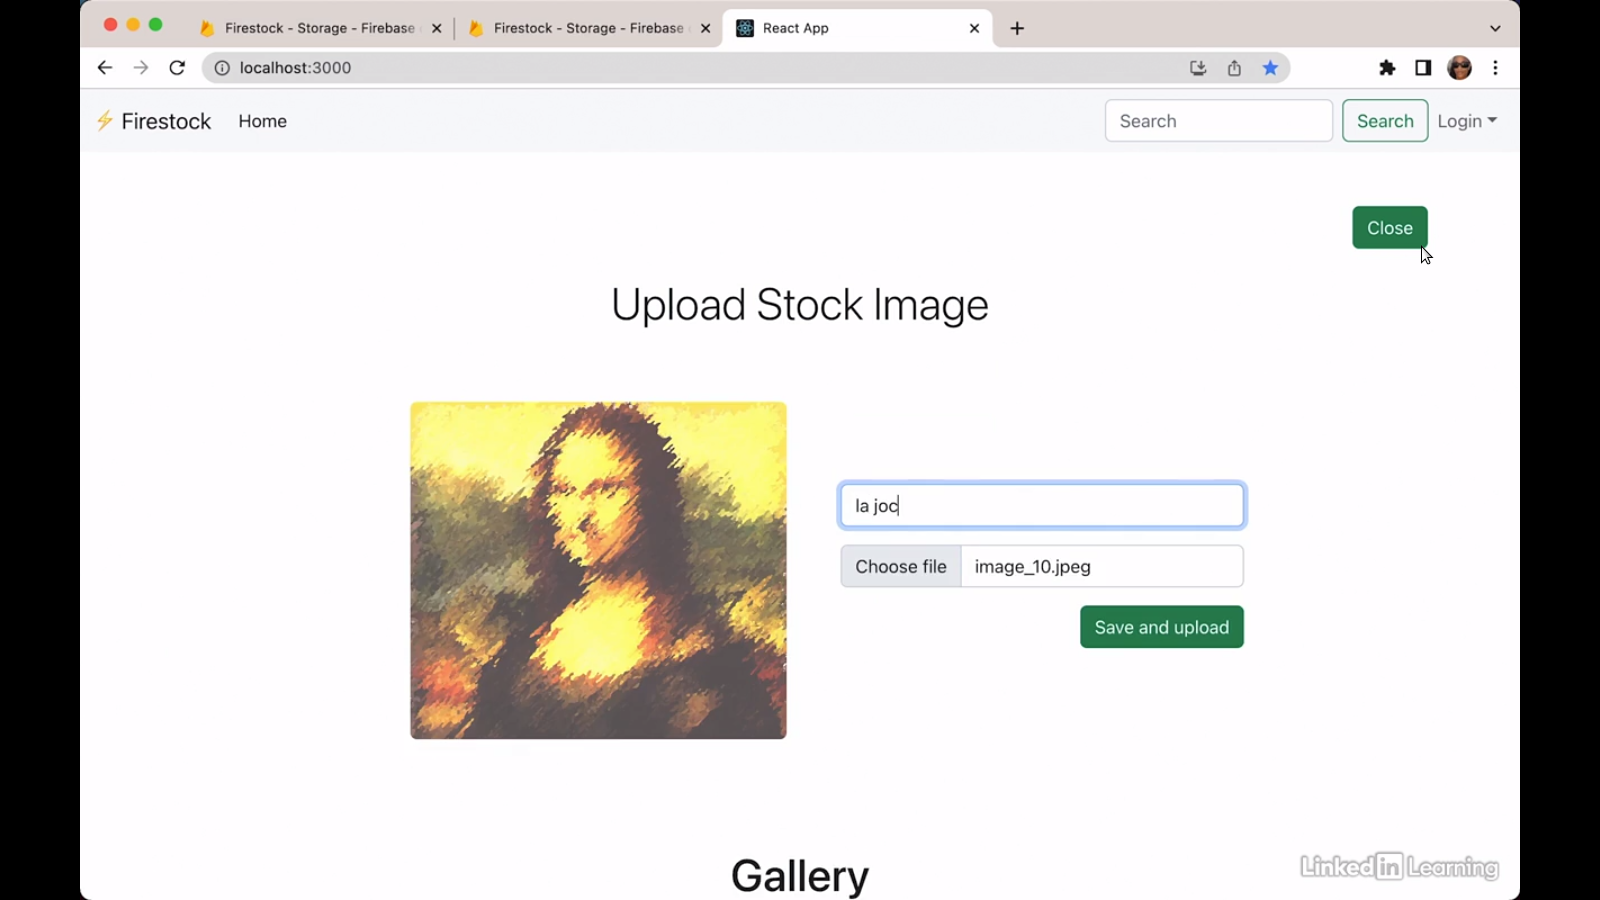 Firestock - Storage - Firebase
Firestock - Storage - Firebase
React App
localhost:3000
⚡ Firestock
Home
Search
Search
Login
Close
Upload Stock Image
la joc
Choose file
image_10.jpeg
Save and upload
Gallery
LinkedIn Learning